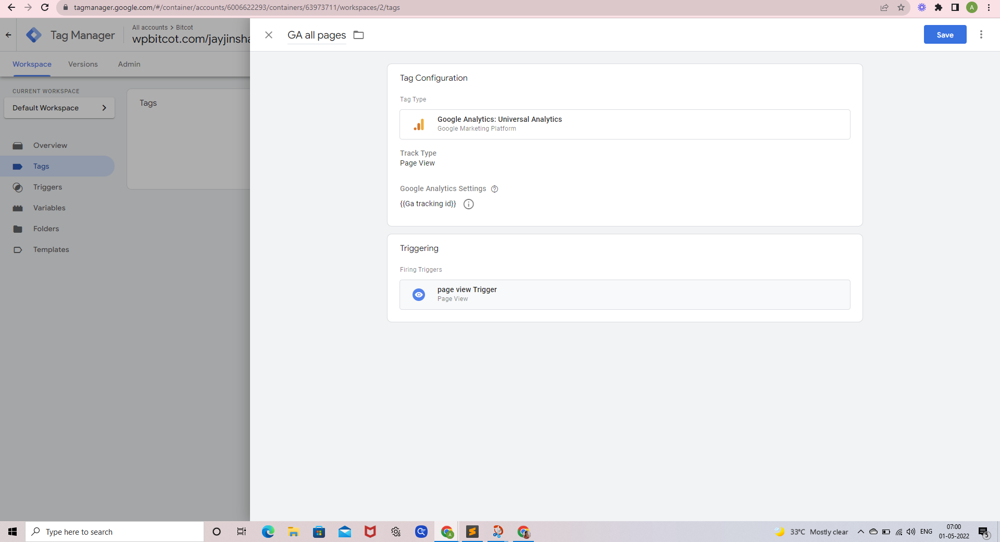 tagmanager.google.com/#/container/accounts/6006622293/containers/63973711/workspaces/2/tags
A
Tag Manager
All accounts > Bitcot
wpbitcot.com/jayjinsha
GA all pages
Save
Workspace
Versions
Admin
CURRENT WORKSPACE
Default Workspace
Overview
Tags
Triggers
Variables
Folders
Templates
Tags
Tag Configuration
Tag Type
Google Analytics: Universal Analytics
Google Marketing Platform
Track Type
Page View
Google Analytics Settings
{{Ga tracking id}}
Triggering
Firing Triggers
page view Trigger
Page View
Type here to search
A
33°C Mostly clear
ENG
07:00
01-05-2022
5